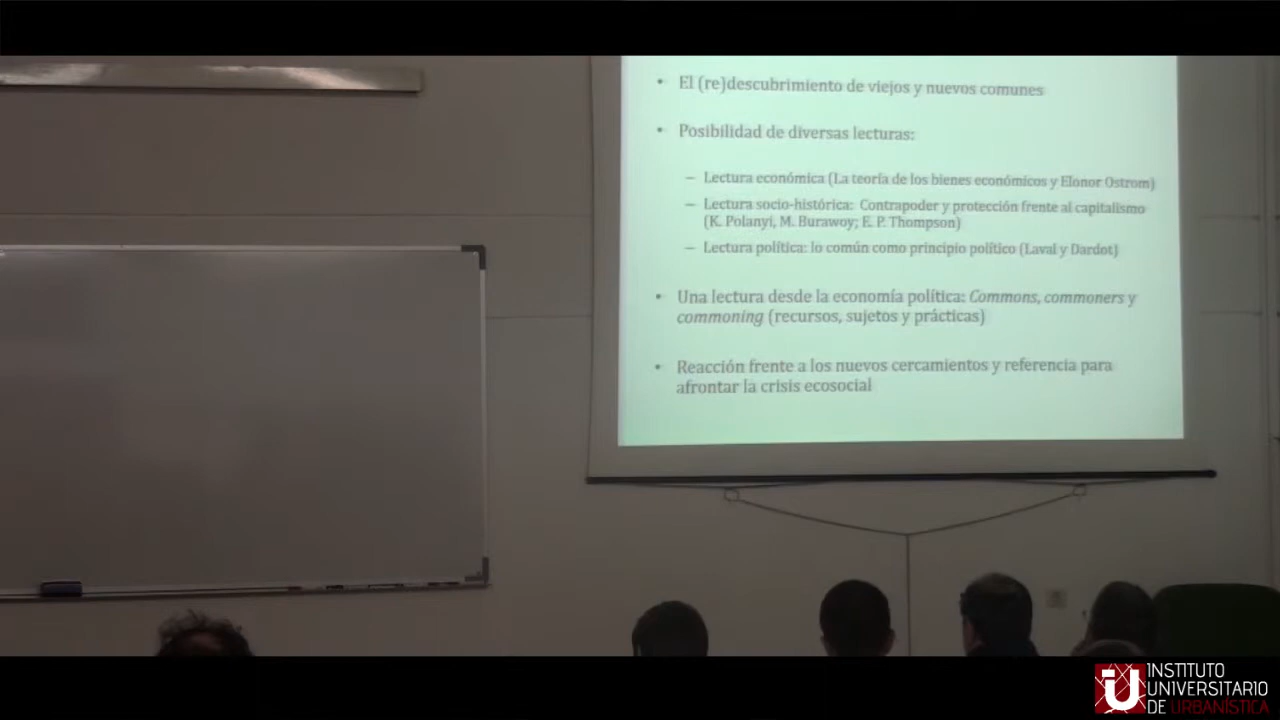 • El (re)descubrimiento de viejos y nuevos comunes
• Posibilidad de diversas lecturas:
– Lectura económica (La teoría de los bienes económicos y Elonor Ostrom)
– Lectura socio-histórica: Contrapoder y protección frente al capitalismo
(K. Polanyi, M. Burawoy; E. P. Thompson)
– Lectura política: lo común como principio político (Laval y Dardot)
• Una lectura desde la economía política: Commons, commoners y
commoning (recursos, sujetos y prácticas)
• Reacción frente a los nuevos cercamientos y referencia para
afrontar la crisis ecosocial
INSTITUTO
UNIVERSITARIO
DE URBANÍSTICA